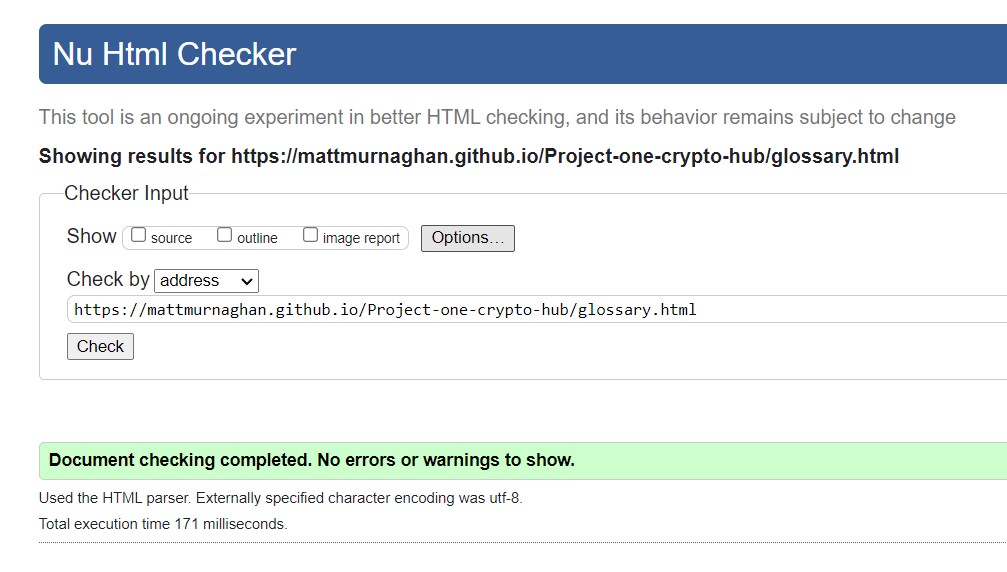 Nu Html Checker
This tool is an ongoing experiment in better HTML checking, and its behavior remains subject to change
Showing results for https://mattmurnaghan.github.io/Project-one-crypto-hub/glossary.html
Checker Input
Show source outline image report Options...
Check by address
https://mattmurnaghan.github.io/Project-one-crypto-hub/glossary.html
Check
Document checking completed. No errors or warnings to show.
Used the HTML parser. Externally specified character encoding was utf-8.
Total execution time 171 milliseconds.